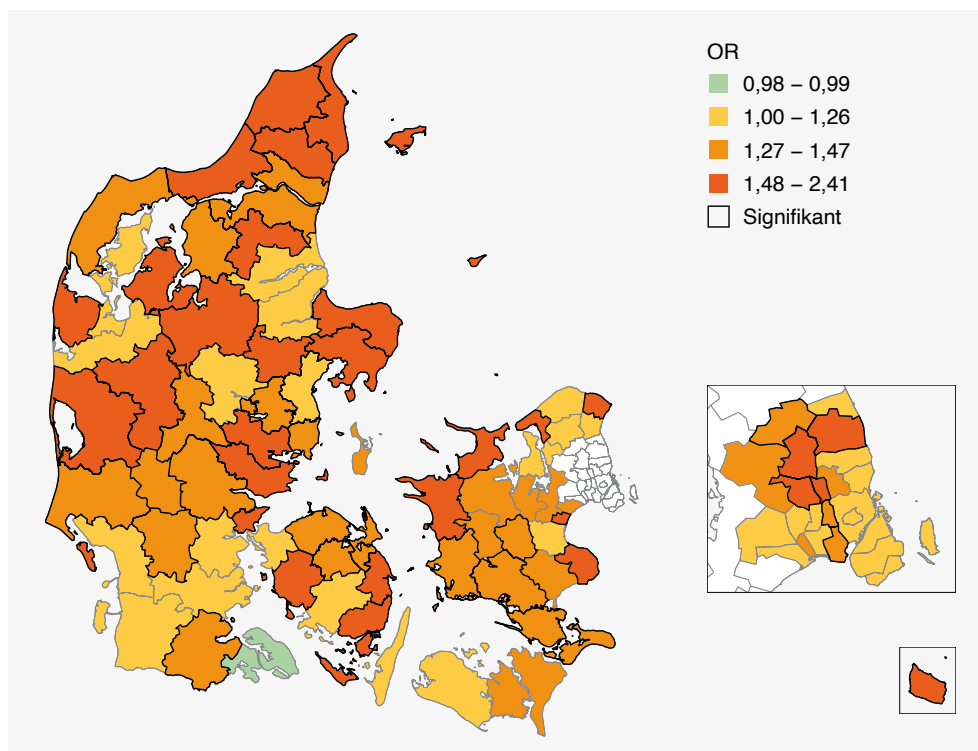 OR
0,98 – 0,99
1,00 – 1,26
1,27 – 1,47
1,48 – 2,41
Signifikant